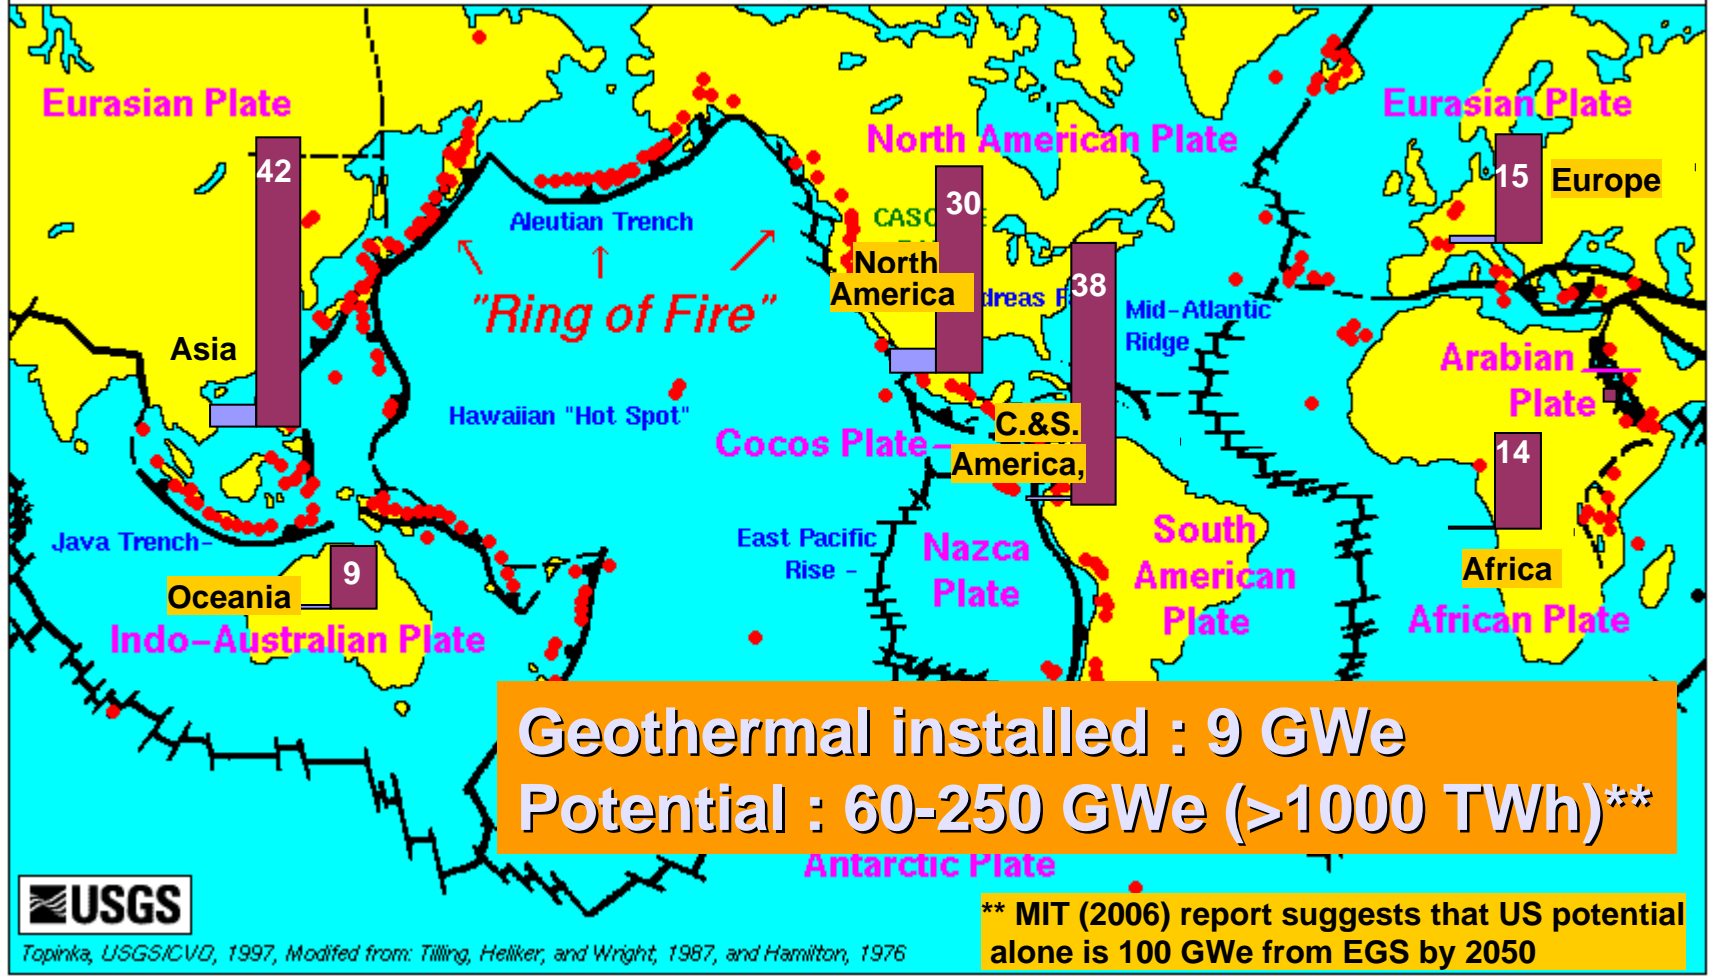 Eurasian Plate
42
Asia
Aleutian Trench
"Ring of Fire"
Hawaiian "Hot Spot"
North American Plate
30
North
America
38
Mid-Atlantic
Ridge
Eurasian Plate
15
Europe
Arabian
Plate
Cocos Plate
C.&S.
America,
14
Africa
African Plate
Java Trench-
9
Oceania
Indo-Australian Plate
East Pacific
Rise -
Nazca
Plate
South
American
Plate
Geothermal installed : 9 GWe
Potential : 60-250 GWe (>1000 TWh)**
Antarctic Plate
USGS
** MIT (2006) report suggests that US potential
alone is 100 GWe from EGS by 2050
Topinka, USGS/CVO, 1997, Modifed from: Tilling, Heliker, and Wright, 1987, and Hamilton, 1976